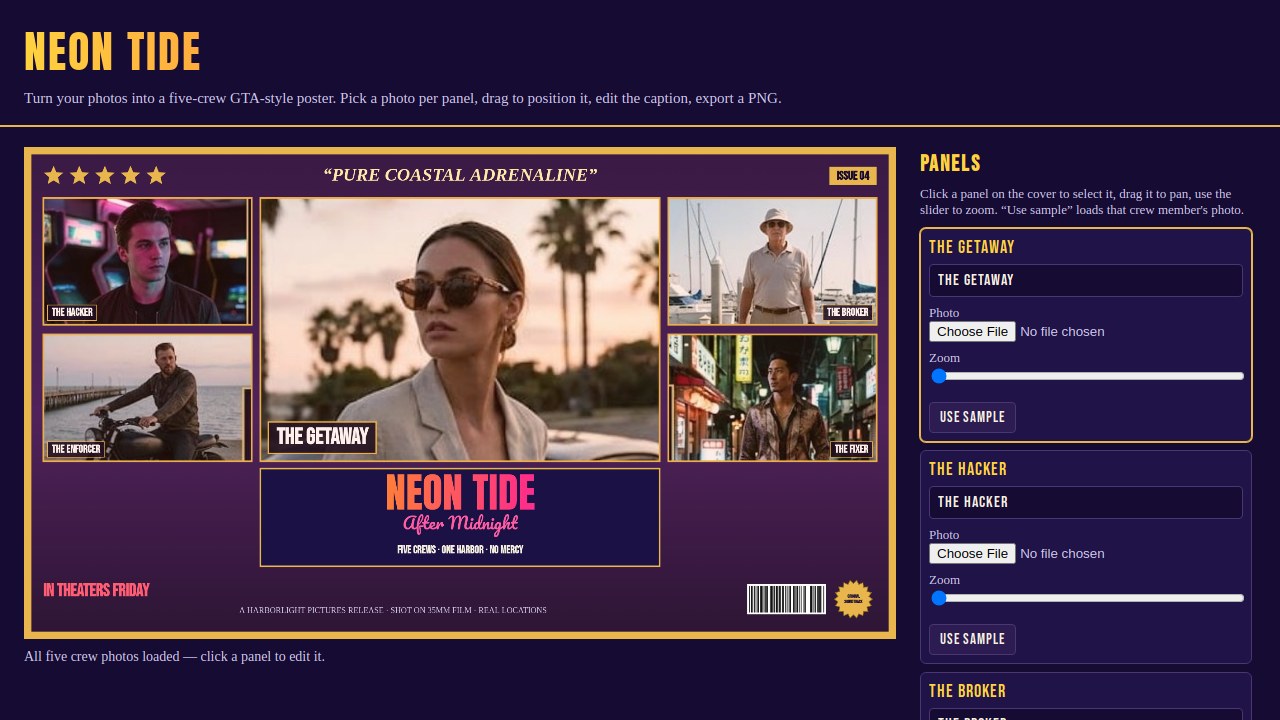 NEON TIDE
Turn your photos into a five-crew GTA-style poster. Pick a photo per panel, drag to position it, edit the caption, export a PNG.
“PURE COASTAL ADRENALINE”
ISSUE 04
THE HACKER
THE GETAWAY
THE BROKER
THE ENFORCER
THE FIXER
NEON TIDE
After Midnight
FIVE CREWS · ONE HARBOR · NO MERCY
IN THEATERS FRIDAY
A HARBORLIGHT PICTURES RELEASE · SHOT ON 35MM FILM · REAL LOCATIONS
All five crew photos loaded — click a panel to edit it.
PANELS
Click a panel on the cover to select it, drag it to pan, use the
slider to zoom. “Use sample” loads that crew member's photo.
THE GETAWAY
THE GETAWAY
Photo
Choose File No file chosen
Zoom
USE SAMPLE
THE HACKER
THE HACKER
Photo
Choose File No file chosen
Zoom
USE SAMPLE
THE BROKER
THE BROKER